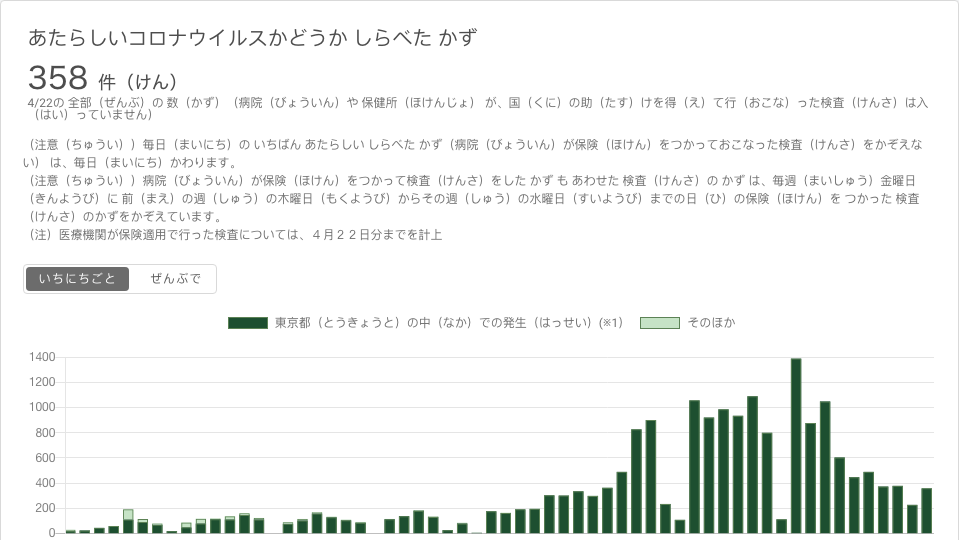 あたらしいコロナウイルスかどうか しらべた かず
358 件（けん）
4/22の 全部（ぜんぶ）の 数（かず）（病院（びょういん）や 保健所（ほけんじょ） が、国（くに）の助（たす）けを得（え）て行（おこな）った検査（けんさ）は入
（はい）っていません）
（注意（ちゅうい））毎日（まいにち）の いちばん あたらしい しらべた かず（病院（びょういん）が保険（ほけん）をつかっておこなった検査（けんさ）をかぞえな
い） は、毎日（まいにち）かわります。
（注意（ちゅうい））病院（びょういん）が保険（ほけん）をつかって検査（けんさ）をした かず も あわせた 検査（けんさ）の かず は、毎週（まいしゅう）金曜日
（きんようび）に 前（まえ）の週（しゅう）の木曜日（もくようび）からその週（しゅう）の水曜日（すいようび）までの日（ひ）の保険（ほけん）を つかった 検査
（けんさ）のかずをかぞえています。
（注）医療機関が保険適用で行った検査については、４月２２日分までを計上
いちにちごと ぜんぶで
東京都（とうきょうと）の中（なか）での発生（はっせい）(※1) そのほか
1400
1200
1000
800
600
400
200
0